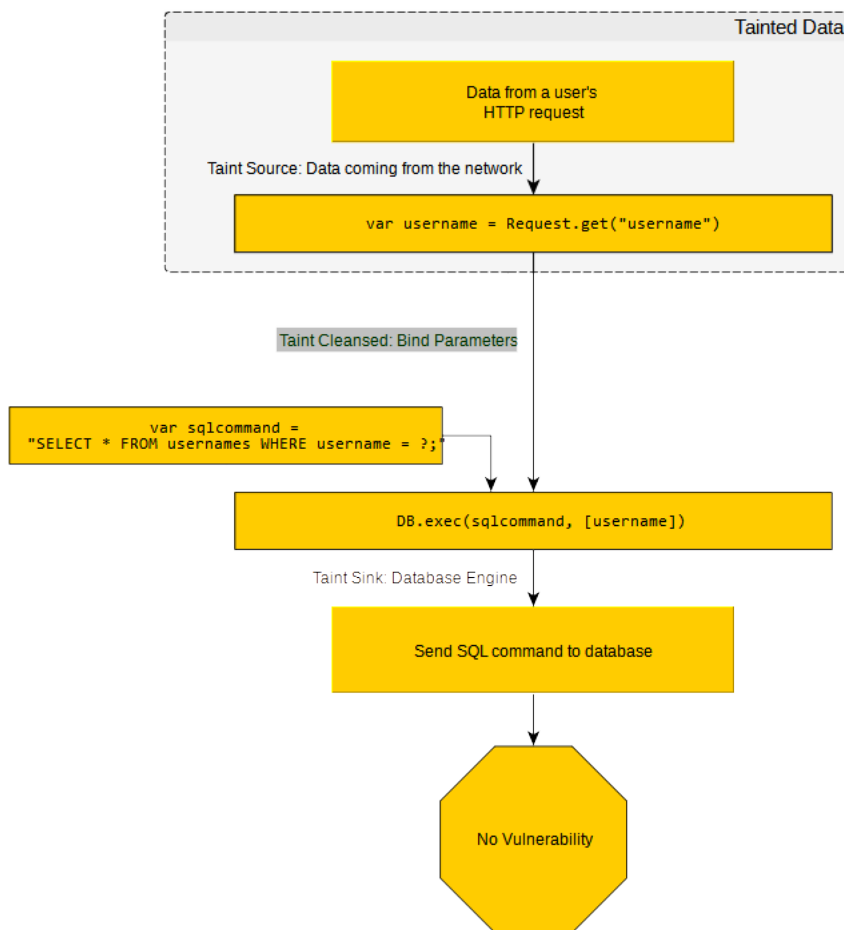 Tainted Data
Data from a user's
HTTP request
Taint Source: Data coming from the network
var username = Request.get("username")
Taint Cleansed: Bind Parameters
var sqlcommand =
"SELECT * FROM usernames WHERE username = ?;"
DB.exec(sqlcommand, [username])
Taint Sink: Database Engine
Send SQL command to database
No Vulnerability